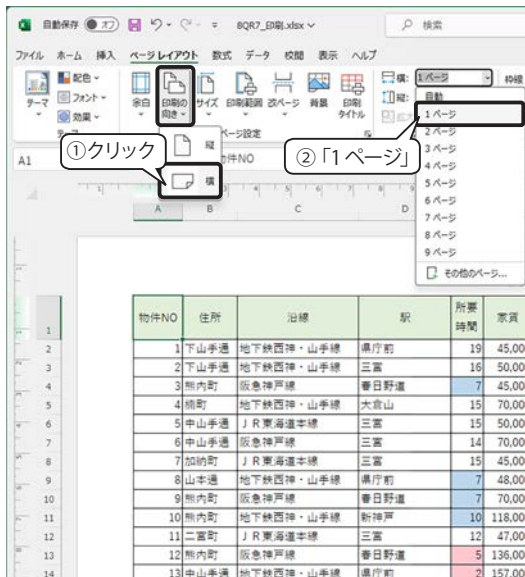 自動保存 オフ 8QR7_印刷.xlsx 検索
ファイル ホーム 挿入 ページ レイアウト 数式 データ 校閲 表示 ヘルプ
テーマ 配色 フォント 効果 余白 印刷の向き サイズ 印刷範囲 改ページ 背景 印刷タイトル 横: 1 ページ 枠線
縦: 自動
テーマ ページ設定
A1 件NO
①クリック
縦
横
②「1 ページ」
1 ページ
2 ページ
3 ページ
4 ページ
5 ページ
6 ページ
7 ページ
8 ページ
9 ページ
その他のページ...
A B C D
1 物件NO 住所 沿線 駅 所要時間 家賃
2 1 下山手通 地下鉄西神・山手線 県庁前 19 45,00
3 2 下山手通 地下鉄西神・山手線 三宮 16 50,00
4 3 熊内町 阪急神戸線 春日野道 7 45,00
5 4 楠町 地下鉄西神・山手線 大倉山 15 70,00
6 5 中山手通 JR東海道本線 三宮 15 50,00
7 6 中山手通 阪急神戸線 三宮 14 70,00
8 7 加納町 JR東海道本線 三宮 15 45,00
9 8 山本通 地下鉄西神・山手線 県庁前 7 48,00
10 9 熊内町 阪急神戸線 春日野道 7 70,00
11 10 熊内町 地下鉄西神・山手線 新神戸 10 118,00
12 11 二宮町 JR東海道本線 三宮 12 47,00
13 12 熊内町 阪急神戸線 春日野道 5 136,00
14 13 中山手通 地下鉄西神・山手線 県庁前 2 157,00